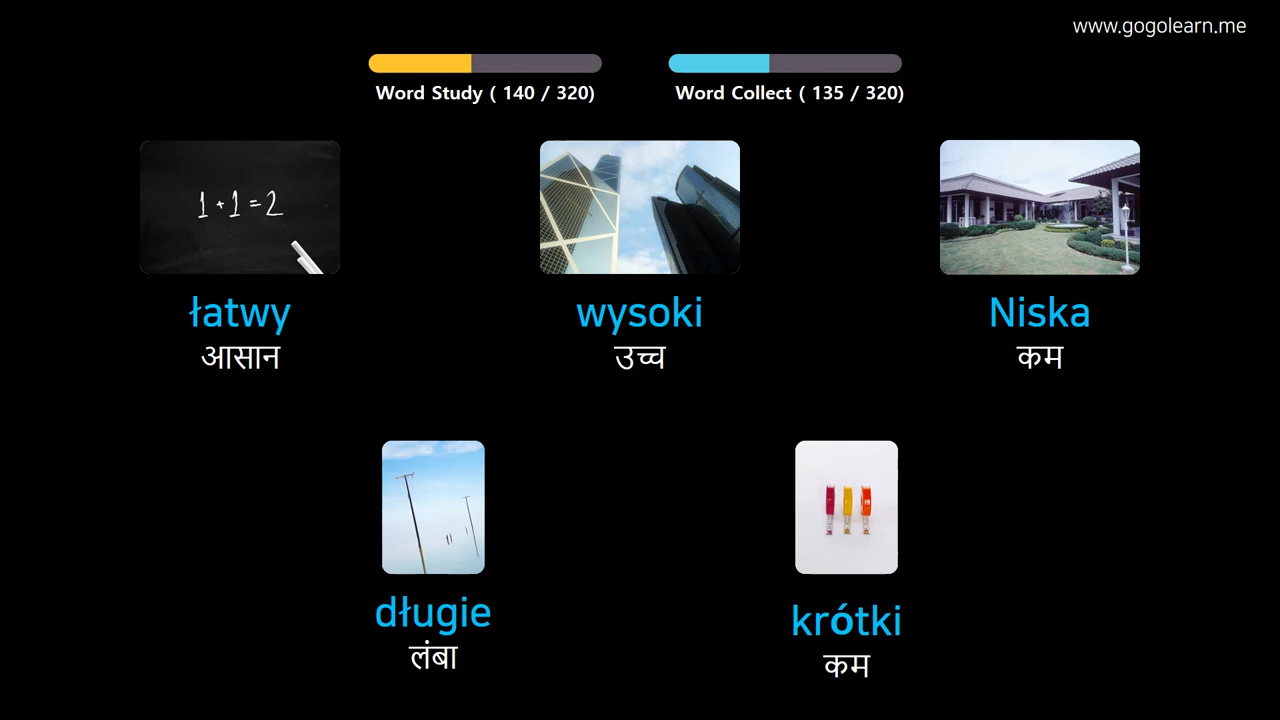 www.gogolearn.me
Word Study ( 140 / 320)
Word Collect ( 135 / 320)
1 + 1 = 2
łatwy
आसान
wysoki
उच्च
Niska
कम
długie
लंबा
krótki
कम